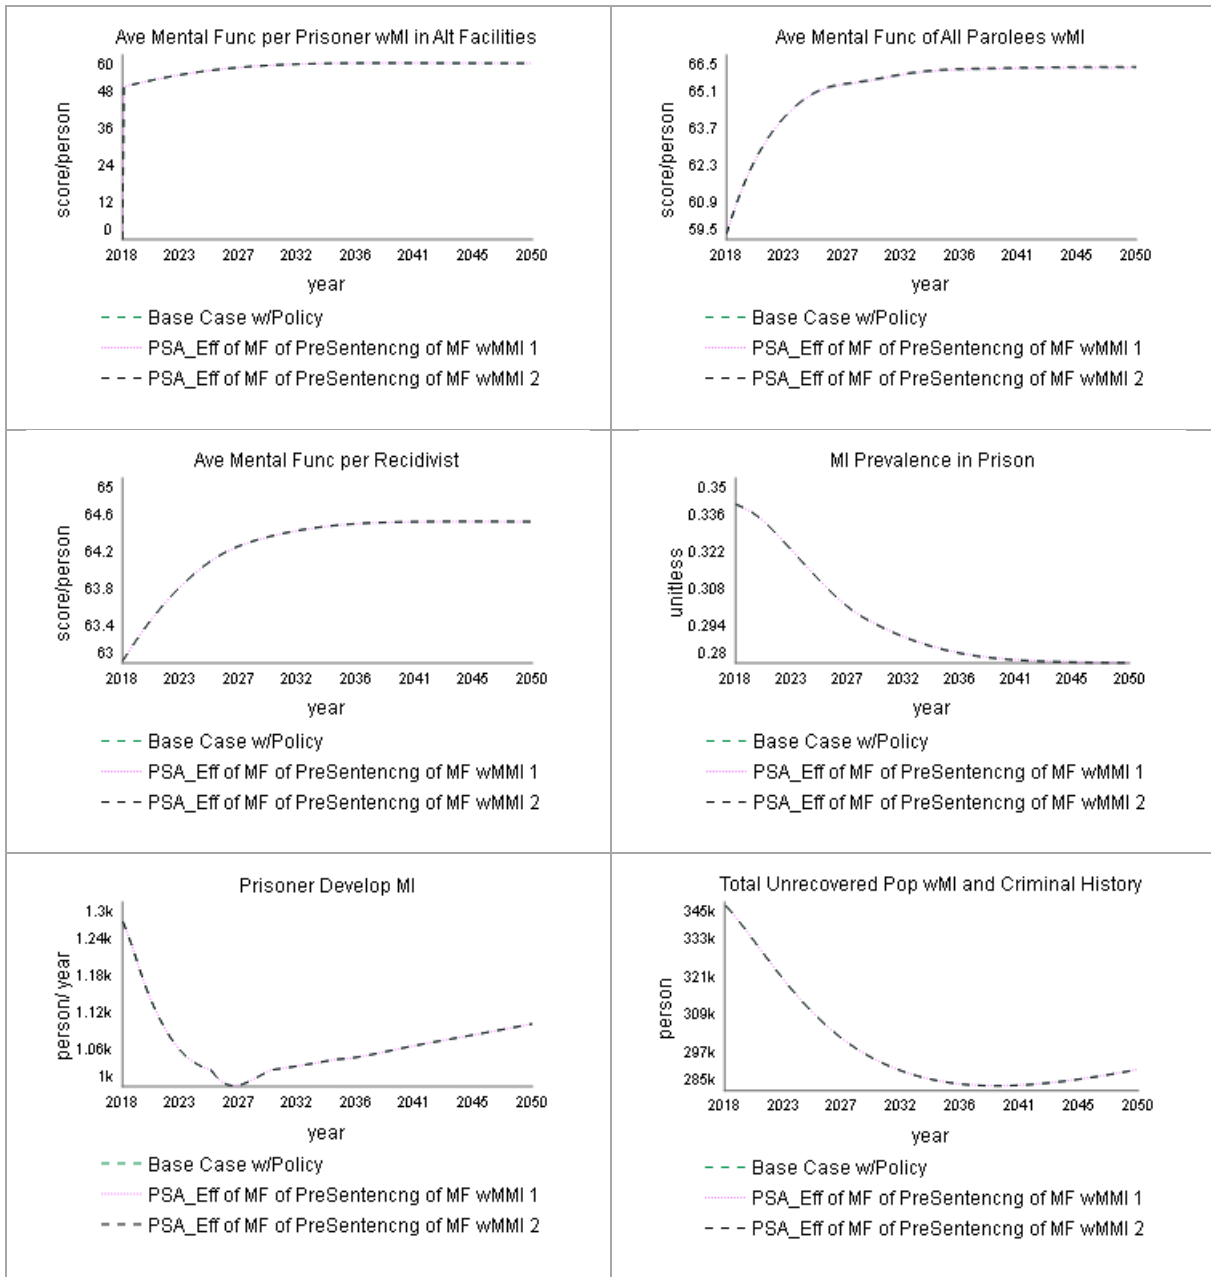 Ave Mental Func per Prisoner wMI in Alt Facilities
score/person
60
48
36
24
12
0
2018 2023 2027 2032 2036 2041 2045 2050
year
Base Case w/Policy
PSA_Eff of MF of PreSentencng of MF wMMI 1
PSA_Eff of MF of PreSentencng of MF wMMI 2
Ave Mental Func of All Parolees wMI
score/person
66.5
65.1
63.7
62.3
60.9
59.5
2018 2023 2027 2032 2036 2041 2045 2050
year
Base Case w/Policy
PSA_Eff of MF of PreSentencng of MF wMMI 1
PSA_Eff of MF of PreSentencng of MF wMMI 2
Ave Mental Func per Recidivist
score/person
65
64.6
64.2
63.8
63.4
63
2018 2023 2027 2032 2036 2041 2045 2050
year
Base Case w/Policy
PSA_Eff of MF of PreSentencng of MF wMMI 1
PSA_Eff of MF of PreSentencng of MF wMMI 2
MI Prevalence in Prison
unitless
0.35
0.336
0.322
0.308
0.294
0.28
2018 2023 2027 2032 2036 2041 2045 2050
year
Base Case w/Policy
PSA_Eff of MF of PreSentencng of MF wMMI 1
PSA_Eff of MF of PreSentencng of MF wMMI 2
Prisoner Develop MI
person/year
1.3k
1.24k
1.18k
1.12k
1.06k
1k
2018 2023 2027 2032 2036 2041 2045 2050
year
Base Case w/Policy
PSA_Eff of MF of PreSentencng of MF wMMI 1
PSA_Eff of MF of PreSentencng of MF wMMI 2
Total Unrecovered Pop wMI and Criminal History
person
345k
333k
321k
309k
297k
285k
2018 2023 2027 2032 2036 2041 2045 2050
year
Base Case w/Policy
PSA_Eff of MF of PreSentencng of MF wMMI 1
PSA_Eff of MF of PreSentencng of MF wMMI 2